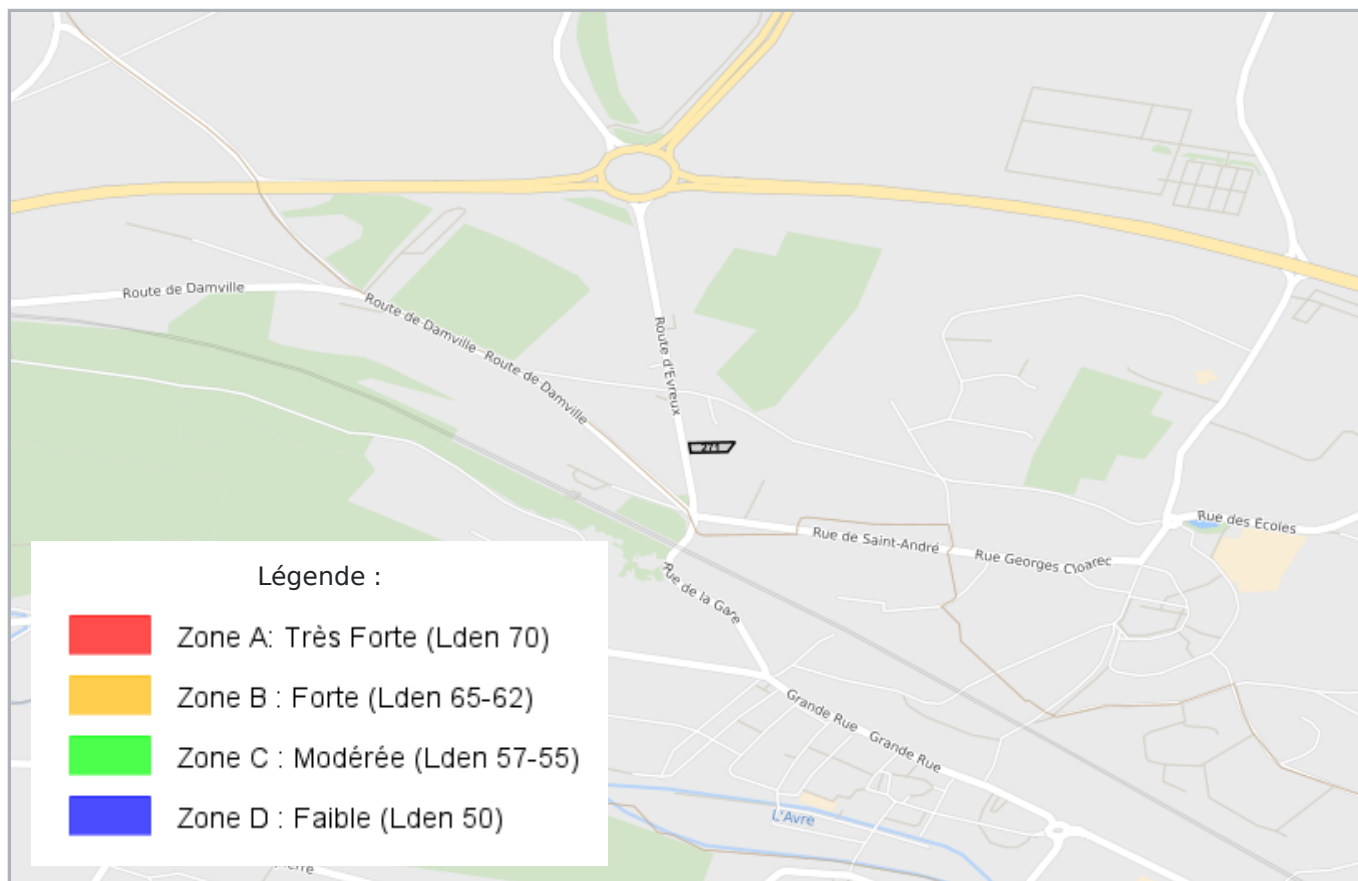 Route de Damville
Route de Damville
Route de Damville
Route d'Evreux
271
Rue de Saint-André
Rue Georges Cloarec
Rue des Écoles
Rue de la Gare
Grande Rue
Grande Rue
L'Avre
Légende :
Zone A: Très Forte (Lden 70)
Zone B : Forte (Lden 65-62)
Zone C : Modérée (Lden 57-55)
Zone D : Faible (Lden 50)